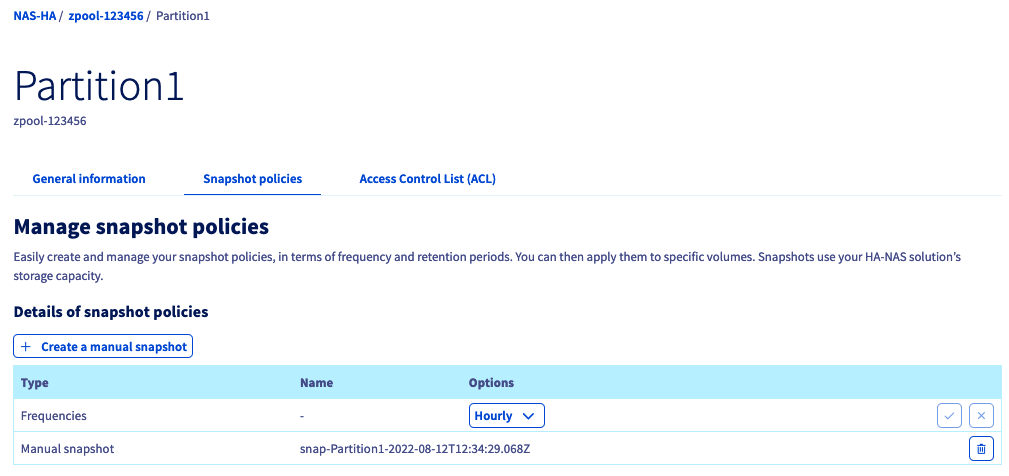 NAS-HA / zpool-123456 / Partition1
Partition1
zpool-123456
General information Snapshot policies Access Control List (ACL)
Manage snapshot policies
Easily create and manage your snapshot policies, in terms of frequency and retention periods. You can then apply them to specific volumes. Snapshots use your HA-NAS solution's
storage capacity.
Details of snapshot policies
+ Create a manual snapshot
Type Name Options
Frequencies - Hourly
Manual snapshot snap-Partition1-2022-08-12T12:34:29.068Z